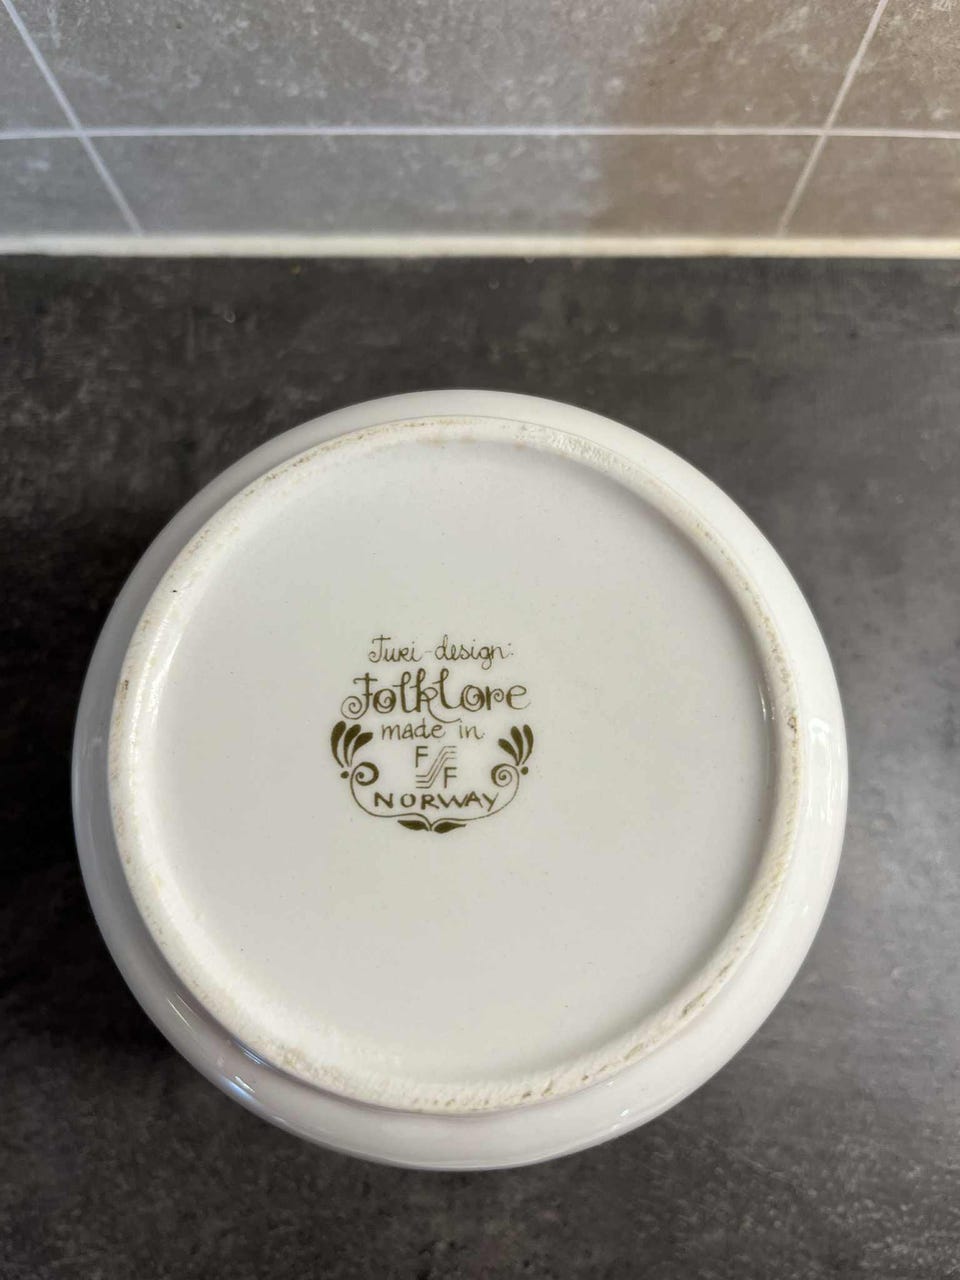 Turi-design:
Folklore
made in
F
F
NORWAY